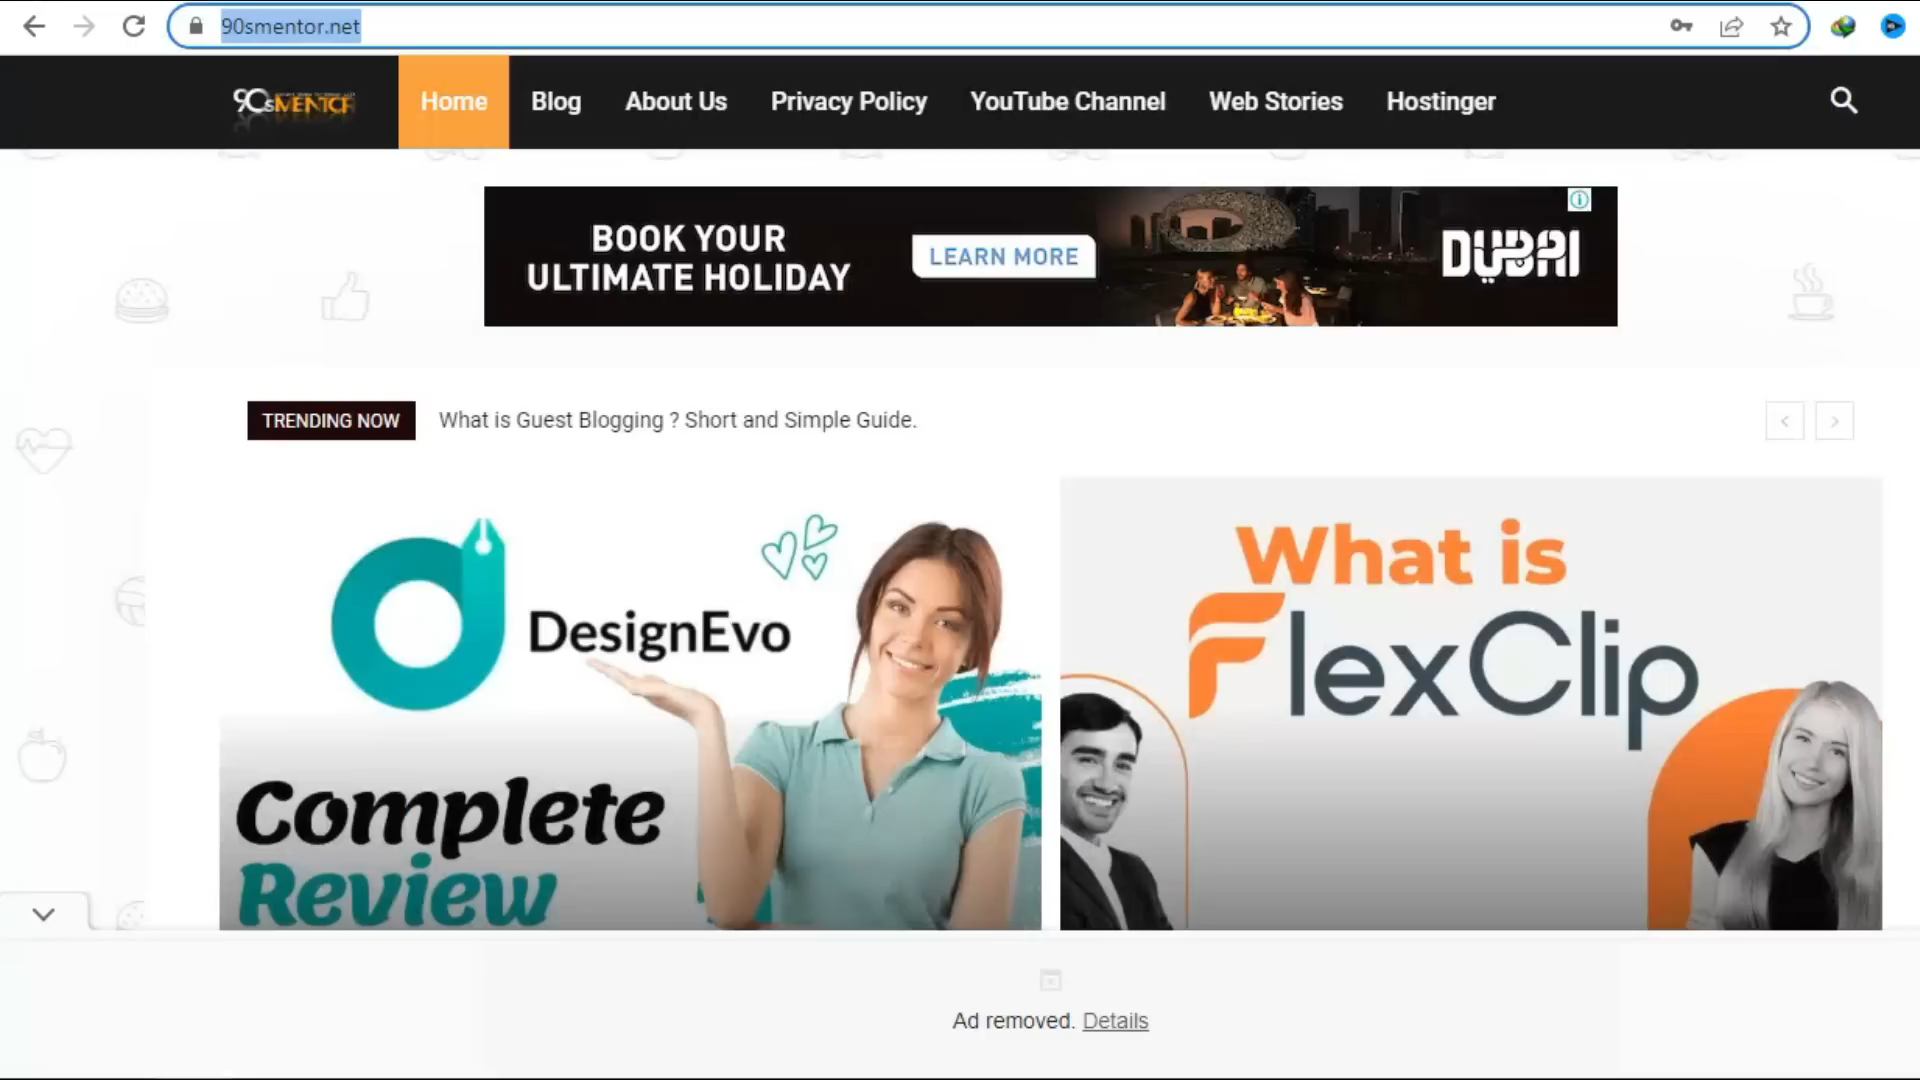 90smentor.net
90sMENTOR
Home
Blog
About Us
Privacy Policy
YouTube Channel
Web Stories
Hostinger
BOOK YOUR
ULTIMATE HOLIDAY
LEARN MORE
DUBAI
TRENDING NOW
What is Guest Blogging ? Short and Simple Guide.
DesignEvo
Complete
Review
What is
FlexClip
Ad removed. Details